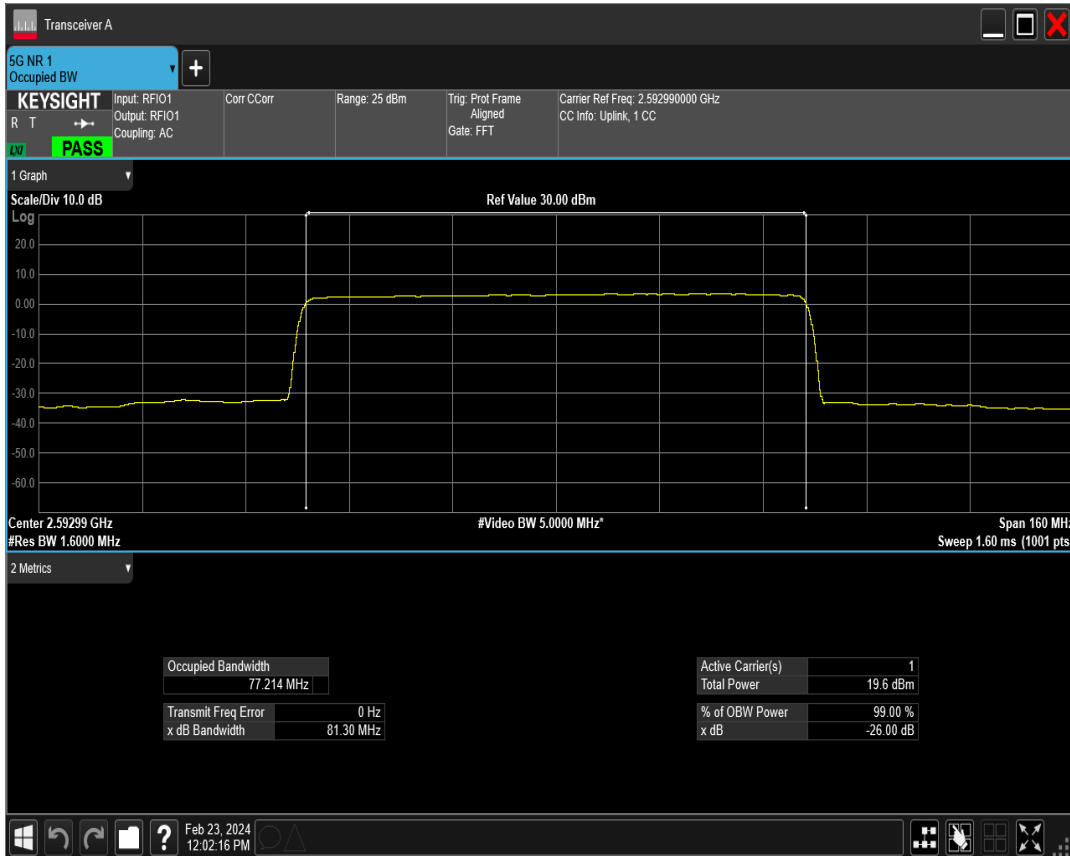 Transceiver A
5G NR 1
Occupied BW
+
KEYSIGHT
R T
LXI
PASS
Input: RFIO1
Output: RFIO1
Coupling: AC
Corr CCorr
Range: 25 dBm
Trig: Prot Frame
Aligned
Gate: FFT
Carrier Ref Freq: 2.592990000 GHz
CC Info: Uplink, 1 CC
1 Graph
Scale/Div 10.0 dB
Ref Value 30.00 dBm
Log
20.0
10.0
0.00
-10.0
-20.0
-30.0
-40.0
-50.0
-60.0
Center 2.59299 GHz
#Video BW 5.0000 MHz*
Span 160 MHz
#Res BW 1.6000 MHz
Sweep 1.60 ms (1001 pts
2 Metrics
Occupied Bandwidth
77.214 MHz
Transmit Freq Error 0 Hz
x dB Bandwidth 81.30 MHz
Active Carrier(s) 1
Total Power 19.6 dBm
% of OBW Power 99.00 %
x dB -26.00 dB
?
Feb 23, 2024
12:02:16 PM